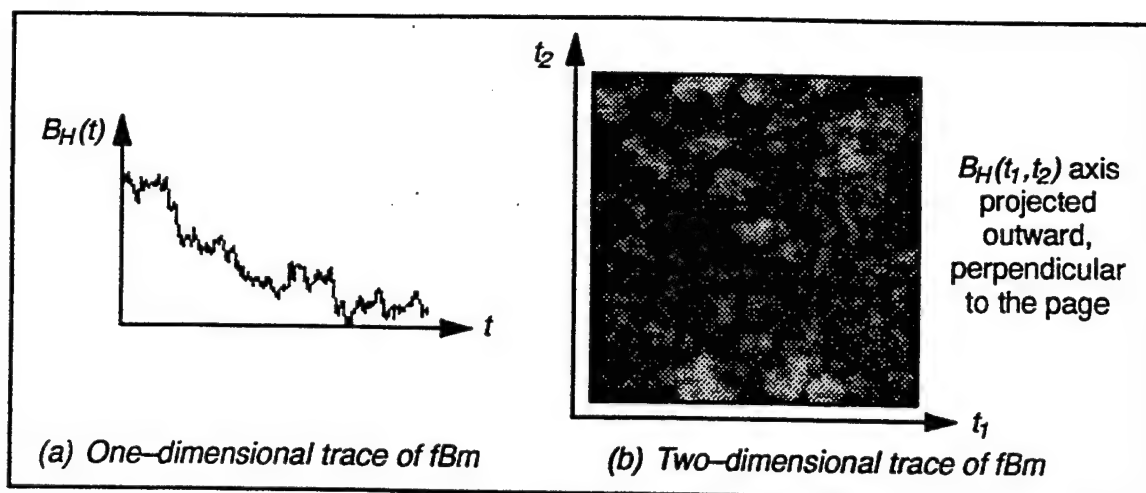 B_H(t)
t
(a) One–dimensional trace of fBm
t_2
t_1
B_H(t_1,t_2) axis
projected
outward,
perpendicular
to the page
(b) Two–dimensional trace of fBm